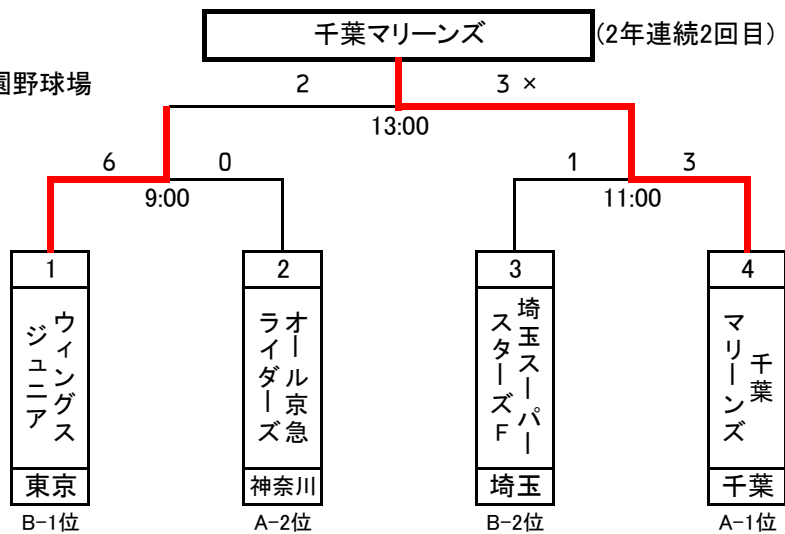 千葉マリーンズ
(2年連続2回目)
園野球場
2
3 ×
13:00
6
0
1
3
9:00
11:00
1
2
3
4
ウィングス
ジュニア
オール京急
ライダーズ
埼玉スーパー
スターズF
千葉
マリーンズ
東京
神奈川
埼玉
千葉
B-1位
A-2位
B-2位
A-1位